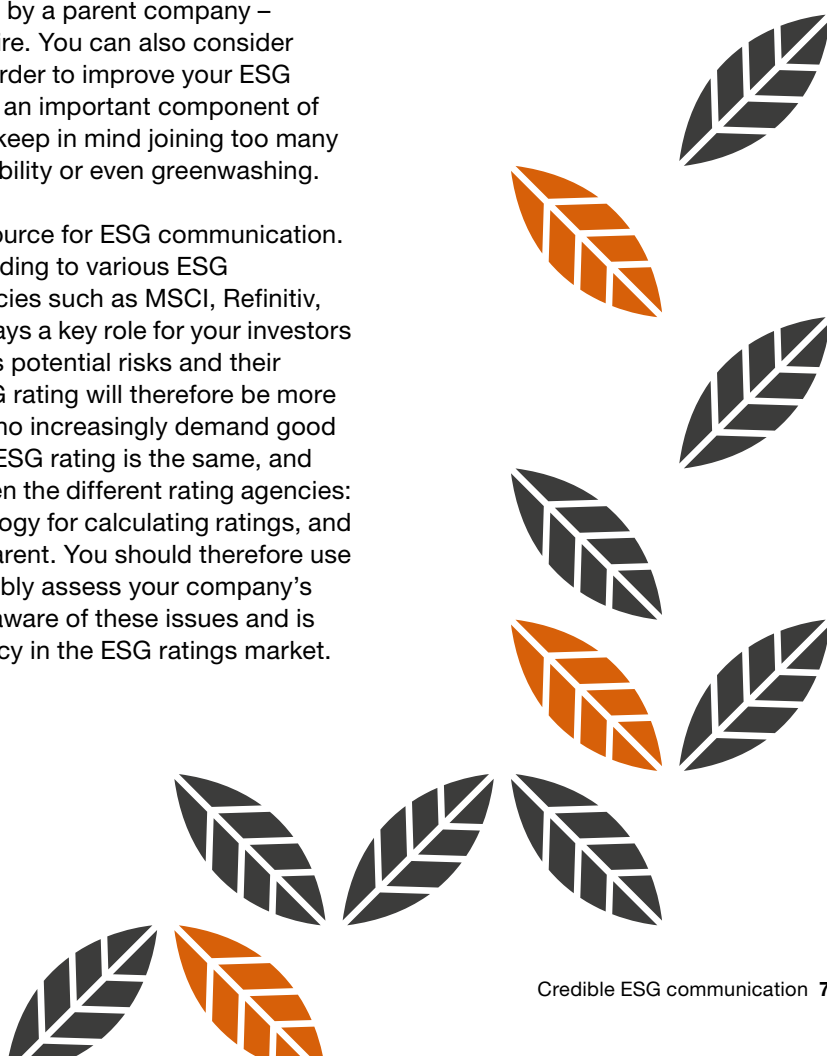 by a parent company –
ire. You can also consider
rder to improve your ESG
an important component of
keep in mind joining too many
bility or even greenwashing.
ource for ESG communication.
ding to various ESG
cies such as MSCI, Refinitiv,
ays a key role for your investors
s potential risks and their
G rating will therefore be more
ho increasingly demand good
ESG rating is the same, and
en the different rating agencies:
logy for calculating ratings, and
arent. You should therefore use
bly assess your company’s
aware of these issues and is
cy in the ESG ratings market.
Credible ESG communication 7